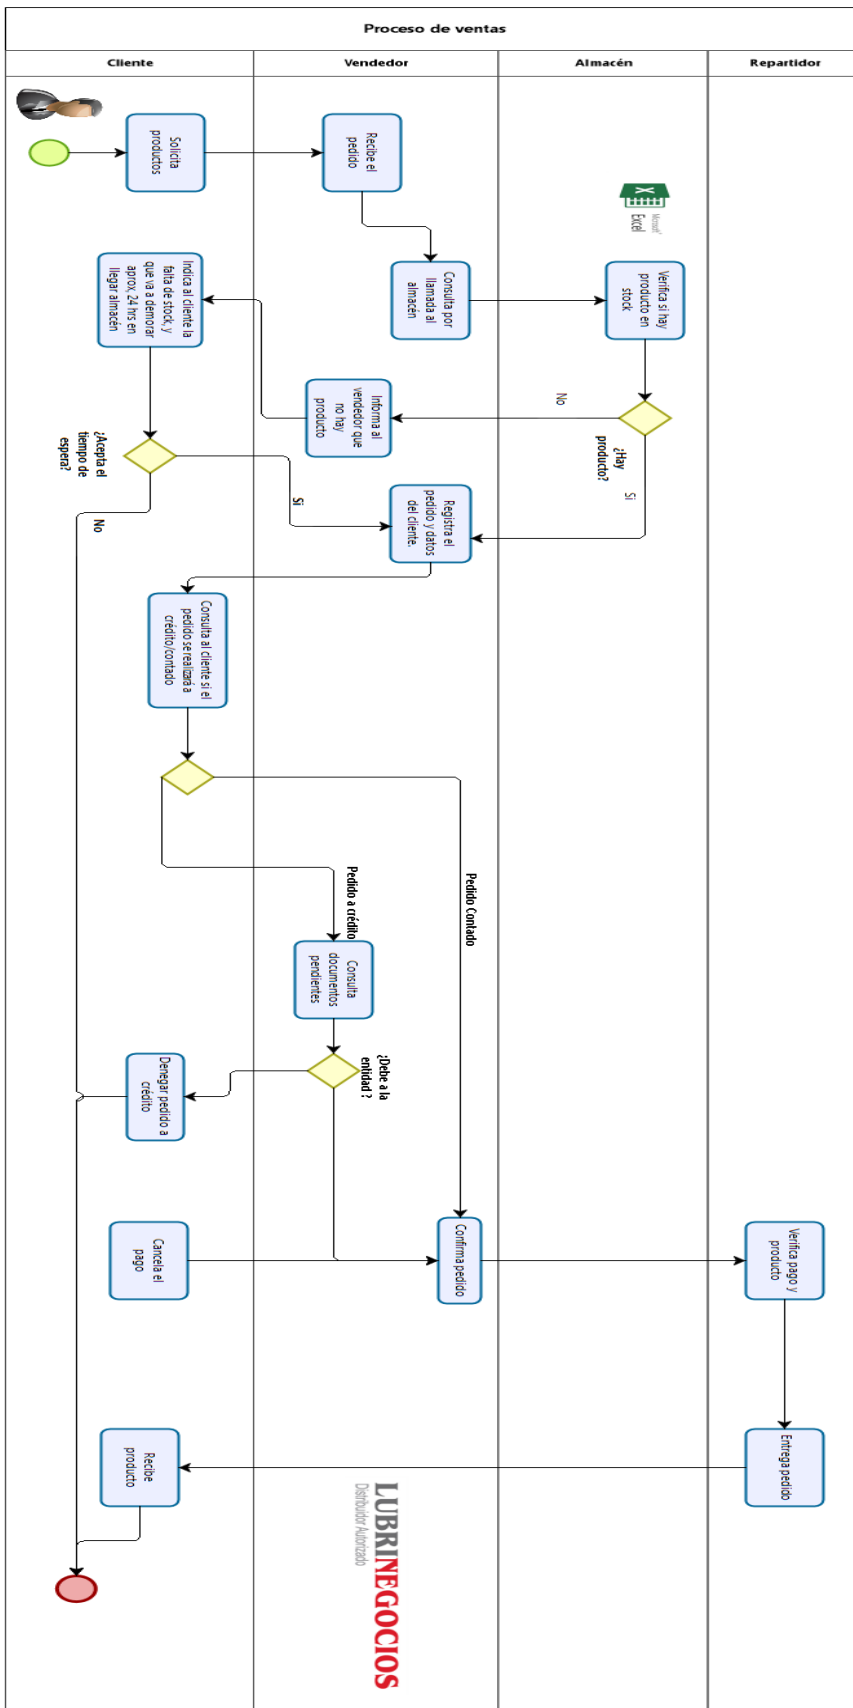 Proceso de ventas
Cliente
Vendedor
Almacén
Repartidor
Solicita
productos
Recibe el
pedido
Microsoft
Excel
Consulta por
llamada al
almacén
Verifica si hay
producto en
stock
Indica al cliente la
falta de stock, y
que va a demorar
aprox, 24 hrs en
llegar almacén
Informa al
vendedor que
no hay
producto
No
¿Hay
producto?
Si
¿Acepta el
tiempo de
espera?
Si
No
Registra el
pedido y datos
del cliente.
Consulta al cliente si el
pedido se realizará a
crédito/contado
Pedido a crédito
Pedido Contado
Consulta
documentos
pendientes
¿Debe a la
entidad ?
Denegar pedido a
crédito
Cancela el
pago
Confirma pedido
Verifica pago y
producto
Entrega pedido
Recibe
producto
LUBRINEGOCIOS
Distribuidor Autorizado